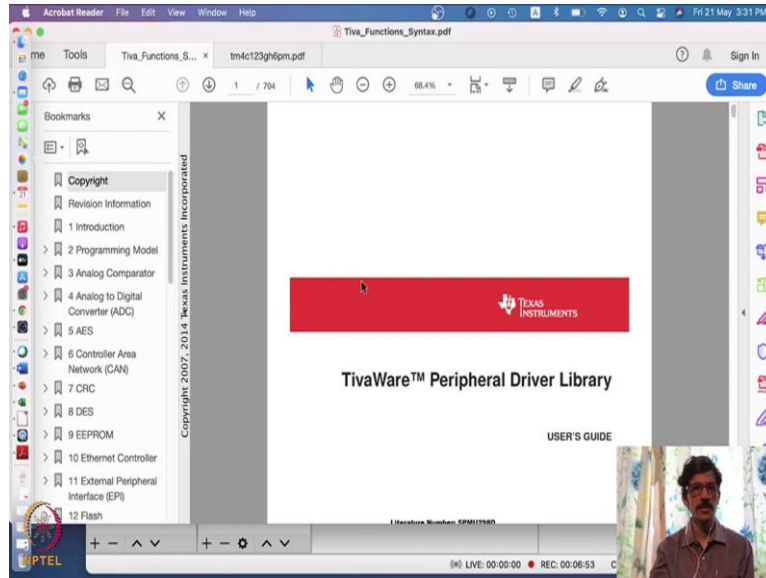 Acrobat Reader File Edit View Window Help
Fri 21 May 3:31 PM
Tiva_Functions_Syntax.pdf
me Tools Tiva_Functions_S... × tm4c123gh6pm.pdf Sign In
1 / 704 68.4% Share
Bookmarks X
Copyright
Revision Information
1 Introduction
2 Programming Model
3 Analog Comparator
4 Analog to Digital
Converter (ADC)
5 AES
6 Controller Area
Network (CAN)
7 CRC
8 DES
9 EEPROM
10 Ethernet Controller
11 External Peripheral
Interface (EPI)
12 Flash
Copyright 2007, 2014 Texas Instruments Incorporated
TEXAS
INSTRUMENTS
TivaWare™ Peripheral Driver Library
USER'S GUIDE
Literature Number: SPMU298D
LIVE: 00:00:00 REC: 00:06:53 C
NPTEL